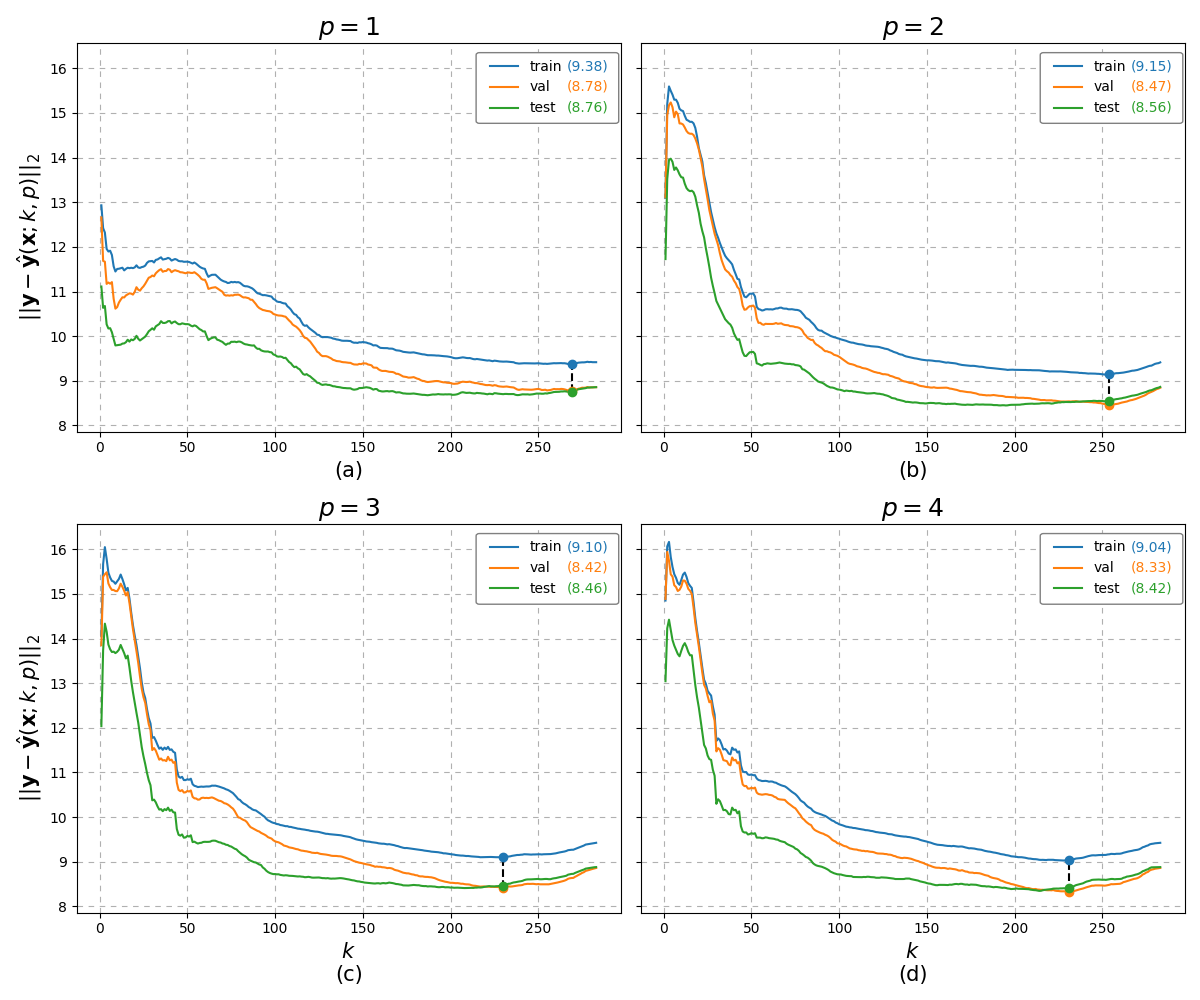 p = 1
16
15
14
13
12
11
10
9
8
||y − ŷ(x; k, p)||₂
train (9.38)
val (8.78)
test (8.76)
0 50 100 150 200 250
(a)
p = 2
train (9.15)
val (8.47)
test (8.56)
0 50 100 150 200 250
(b)
p = 3
16
15
14
13
12
11
10
9
8
||y − ŷ(x; k, p)||₂
train (9.10)
val (8.42)
test (8.46)
0 50 100 150 200 250
k
(c)
p = 4
train (9.04)
val (8.33)
test (8.42)
0 50 100 150 200 250
k
(d)